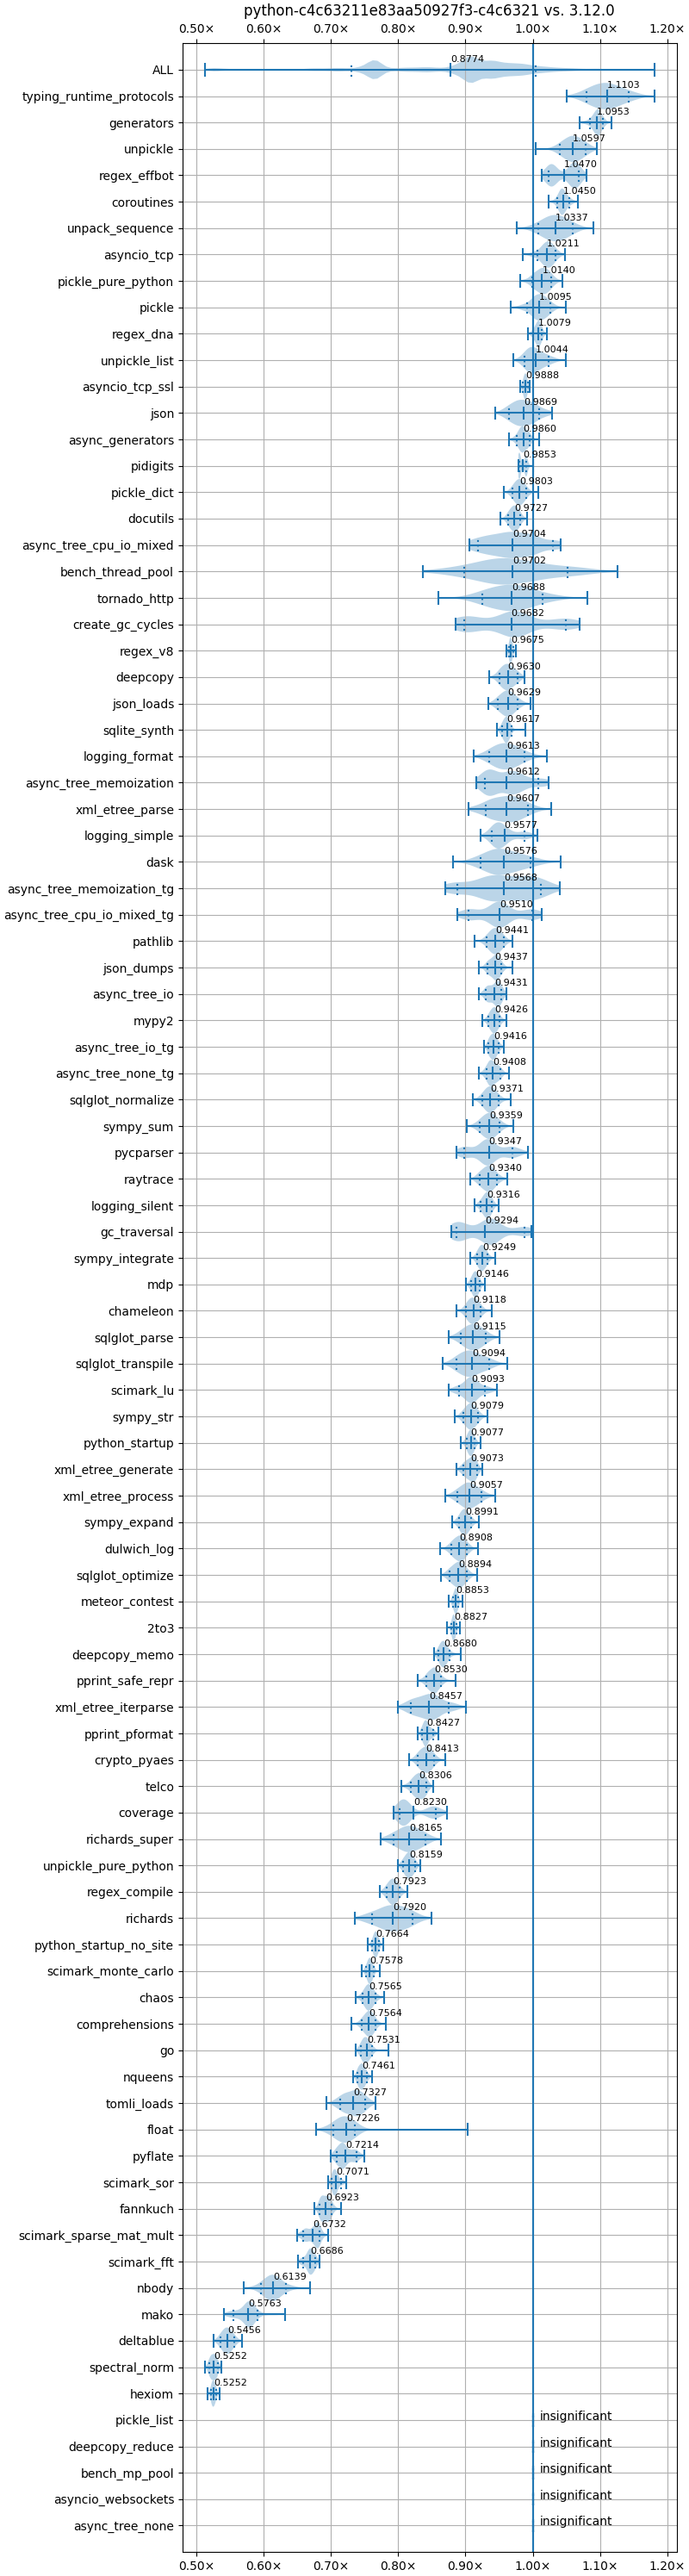 python-c4c63211e83aa50927f3-c4c6321 vs. 3.12.0
0.50× 0.60× 0.70× 0.80× 0.90× 1.00× 1.10× 1.20×
ALL 0.8774
typing_runtime_protocols 1.1103
generators 1.0953
unpickle 1.0597
regex_effbot 1.0470
coroutines 1.0450
unpack_sequence 1.0337
asyncio_tcp 1.0211
pickle_pure_python 1.0140
pickle 1.0095
regex_dna 1.0079
unpickle_list 1.0044
asyncio_tcp_ssl 0.9888
json 0.9869
async_generators 0.9860
pidigits 0.9853
pickle_dict 0.9803
docutils 0.9727
async_tree_cpu_io_mixed 0.9704
bench_thread_pool 0.9702
tornado_http 0.9688
create_gc_cycles 0.9682
regex_v8 0.9675
deepcopy 0.9630
json_loads 0.9629
sqlite_synth 0.9617
logging_format 0.9613
async_tree_memoization 0.9612
xml_etree_parse 0.9607
logging_simple 0.9577
dask 0.9576
async_tree_memoization_tg 0.9568
async_tree_cpu_io_mixed_tg 0.9510
pathlib 0.9441
json_dumps 0.9437
async_tree_io 0.9431
mypy2 0.9426
async_tree_io_tg 0.9416
async_tree_none_tg 0.9408
sqlglot_normalize 0.9371
sympy_sum 0.9359
pycparser 0.9347
raytrace 0.9340
logging_silent 0.9316
gc_traversal 0.9294
sympy_integrate 0.9249
mdp 0.9146
chameleon 0.9118
sqlglot_parse 0.9115
sqlglot_transpile 0.9094
scimark_lu 0.9093
sympy_str 0.9079
python_startup 0.9077
xml_etree_generate 0.9073
xml_etree_process 0.9057
sympy_expand 0.8991
dulwich_log 0.8908
sqlglot_optimize 0.8894
meteor_contest 0.8853
2to3 0.8827
deepcopy_memo 0.8680
pprint_safe_repr 0.8530
xml_etree_iterparse 0.8457
pprint_pformat 0.8427
crypto_pyaes 0.8413
telco 0.8306
coverage 0.8230
richards_super 0.8165
unpickle_pure_python 0.8159
regex_compile 0.7923
richards 0.7920
python_startup_no_site 0.7664
scimark_monte_carlo 0.7578
chaos 0.7565
comprehensions 0.7564
go 0.7531
nqueens 0.7461
tomli_loads 0.7327
float 0.7226
pyflate 0.7214
scimark_sor 0.7071
fannkuch 0.6923
scimark_sparse_mat_mult 0.6732
scimark_fft 0.6686
nbody 0.6139
mako 0.5763
deltablue 0.5456
spectral_norm 0.5252
hexiom 0.5252
pickle_list insignificant
deepcopy_reduce insignificant
bench_mp_pool insignificant
asyncio_websockets insignificant
async_tree_none insignificant
0.50× 0.60× 0.70× 0.80× 0.90× 1.00× 1.10× 1.20×